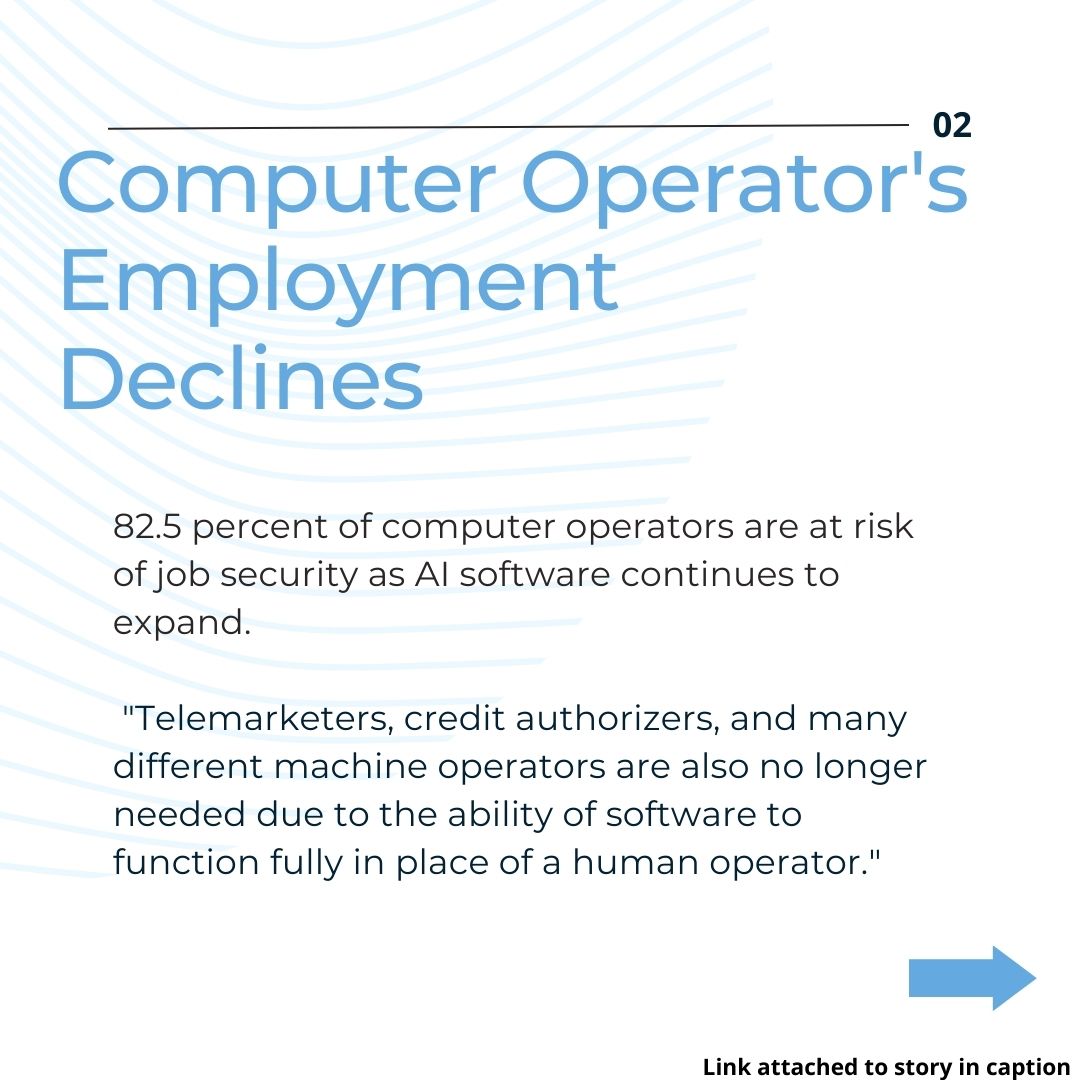 02
Computer Operator's
Employment
Declines
82.5 percent of computer operators are at risk
of job security as AI software continues to
expand.
"Telemarketers, credit authorizers, and many
different machine operators are also no longer
needed due to the ability of software to
function fully in place of a human operator."
Link attached to story in caption